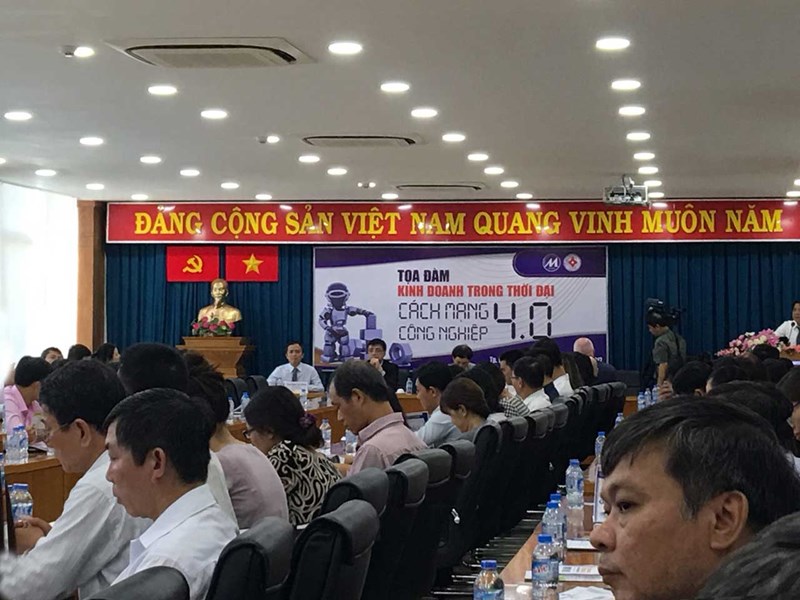 ĐẢNG CỘNG SẢN VIỆT NAM QUANG VINH MUÔN NĂM
TỌA ĐÀM
KINH DOANH TRONG THỜI ĐẠI
CÁCH MẠNG
CÔNG NGHIỆP 4.0